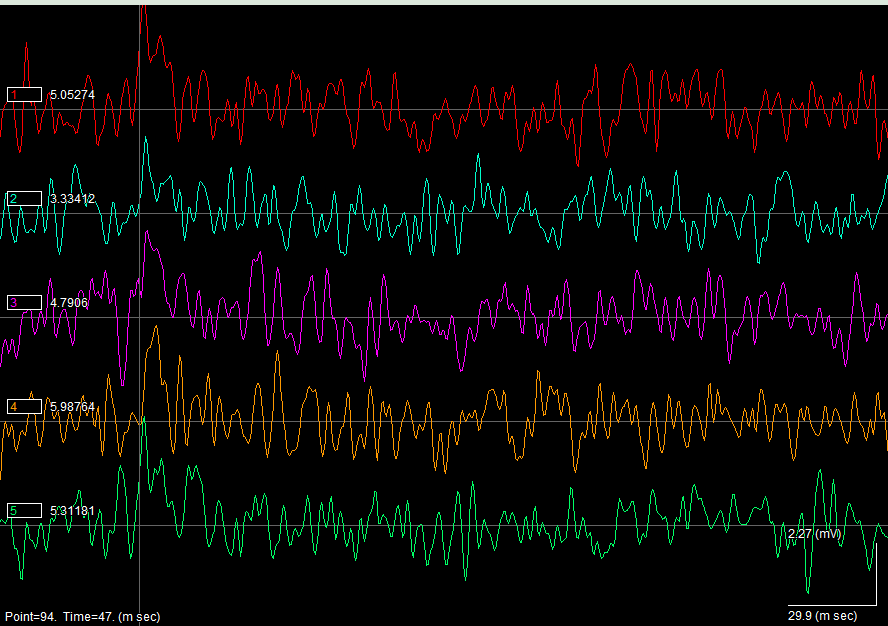 1 5.05274
2 3.33412
3 4.7906
4 5.98764
5 5.31131
2.27 (mV)
29.9 (m sec)
Point=94. Time=47. (m sec)